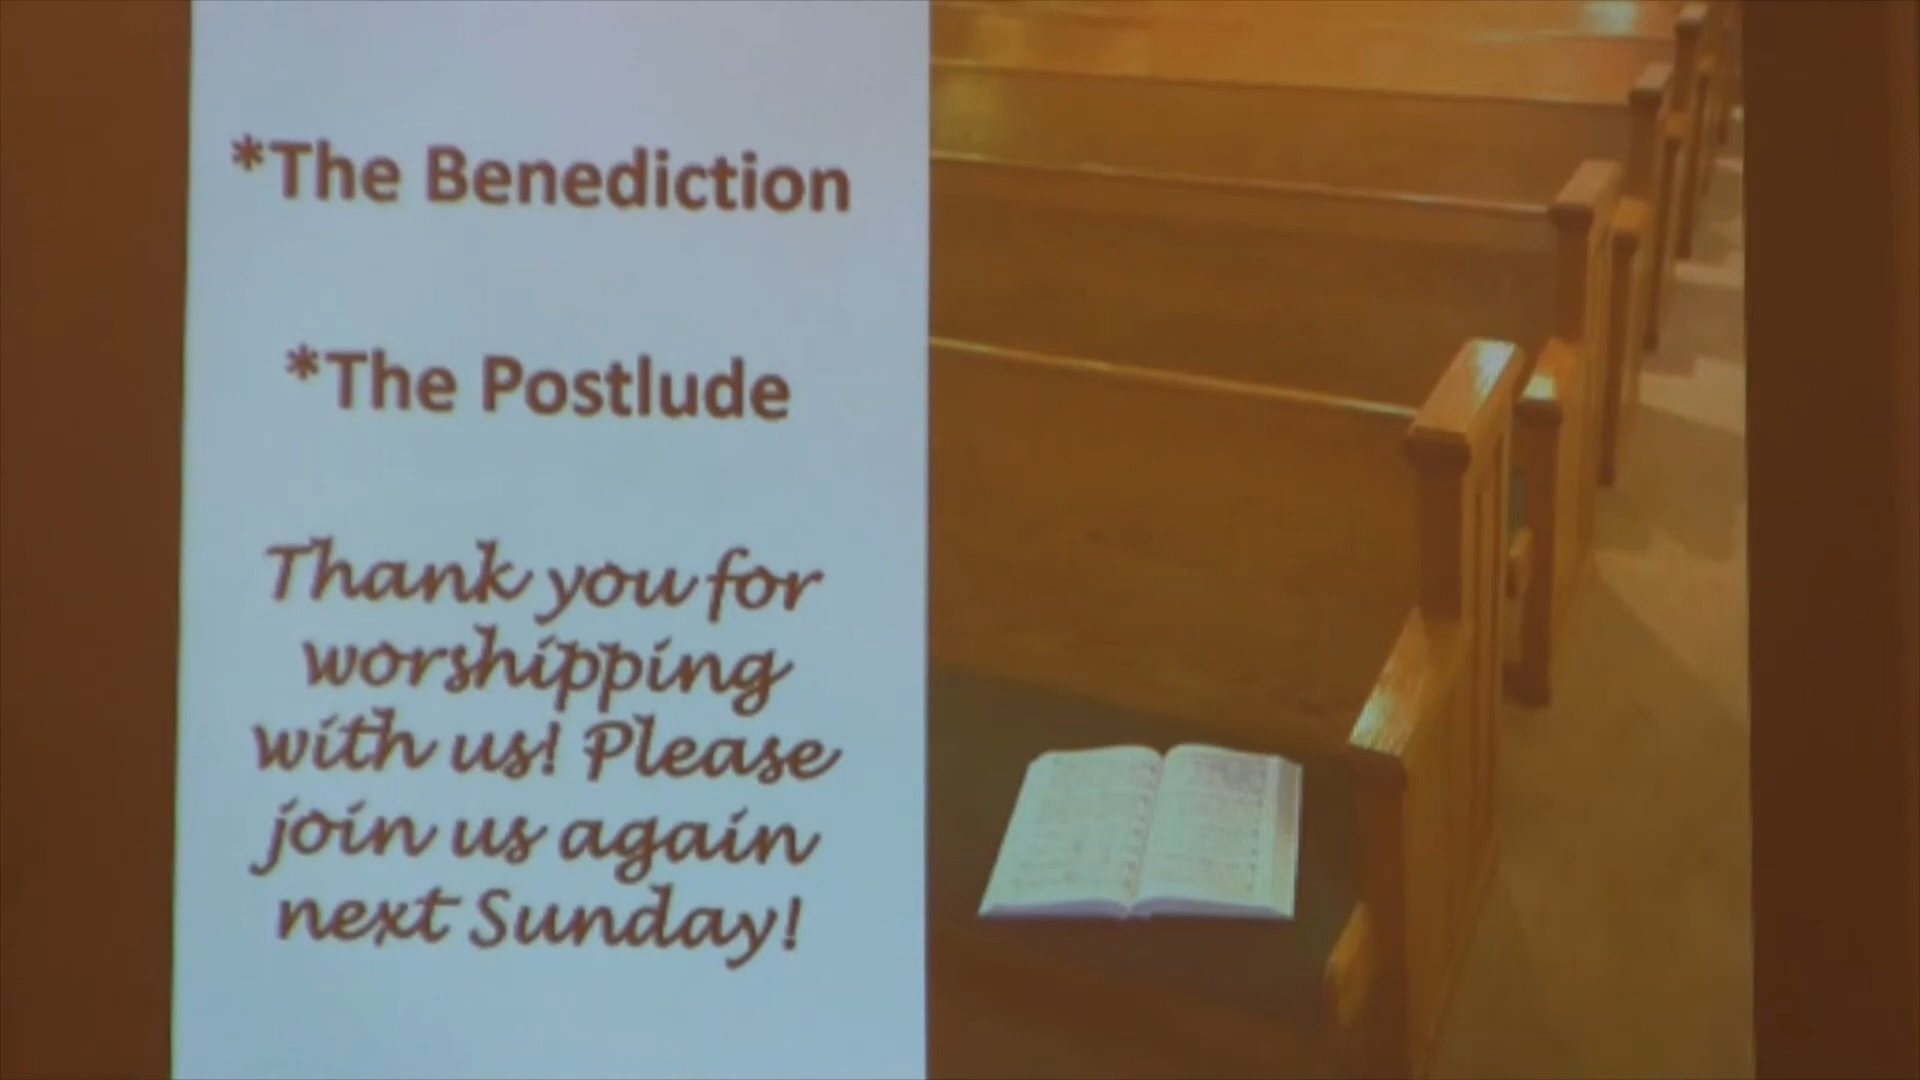 *The Benediction
*The Postlude
Thank you for
worshipping
with us! Please
join us again
next Sunday!